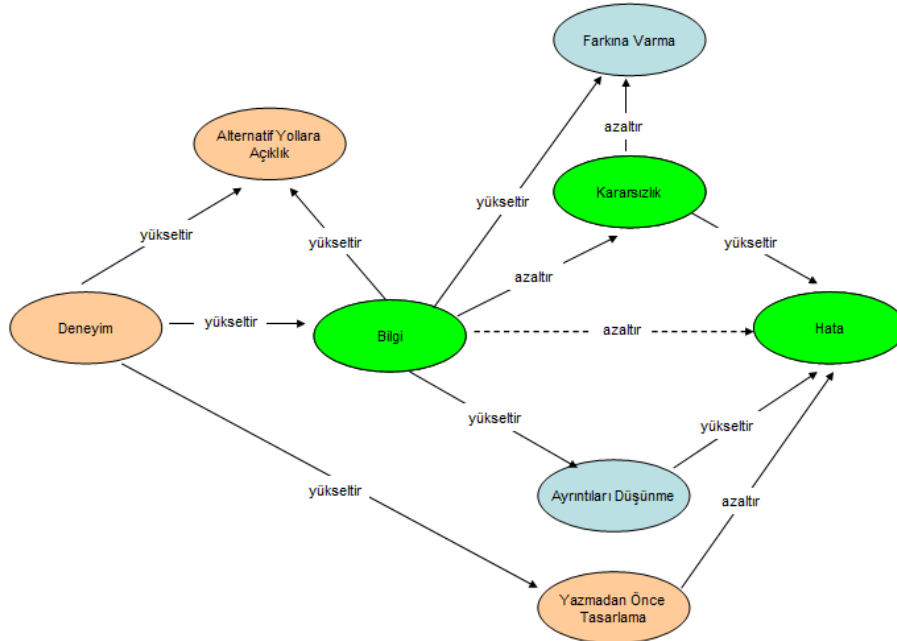 Farkına Varma
azaltır
Alternatif Yollara
Açıklık
Kararsızlık
yükseltir
yükseltir
yükseltir
yükseltir
azaltır
Deneyim
yükseltir
Bilgi
azaltır
Hata
yükseltir
yükseltir
yükseltir
Ayrıntıları Düşünme
azaltır
Yazmadan Önce
Tasarlama